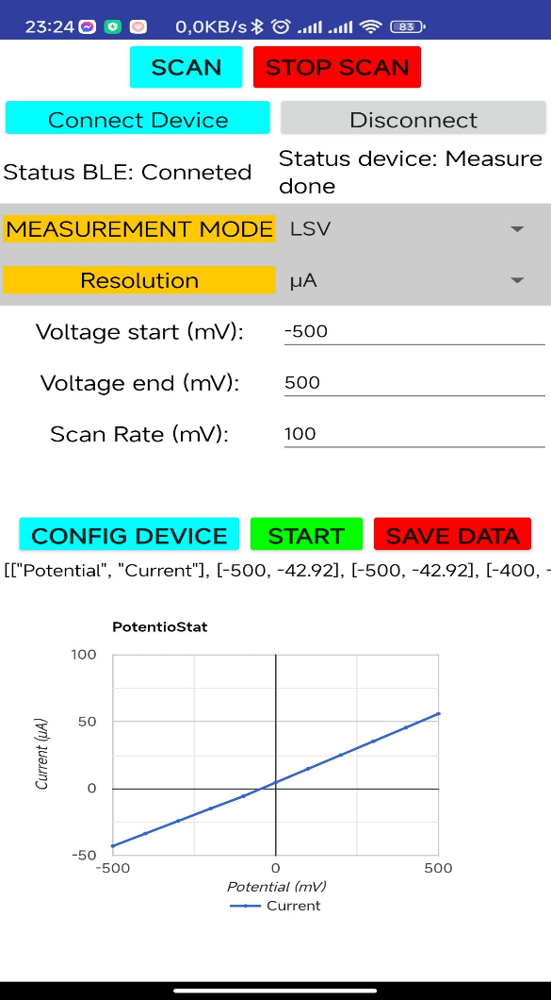 23:24 0,0KB/s 83
SCAN STOP SCAN
Connect Device Disconnect
Status BLE: Conneted Status device: Measure
done
MEASUREMENT MODE LSV
Resolution µA
Voltage start (mV): -500
Voltage end (mV): 500
Scan Rate (mV): 100
CONFIG DEVICE START SAVE DATA
[["Potential", "Current"], [-500, -42.92], [-500, -42.92], [-400, -
PotentioStat
100
50
Current (µA)
0
-50
-500 0 500
Potential (mV)
Current